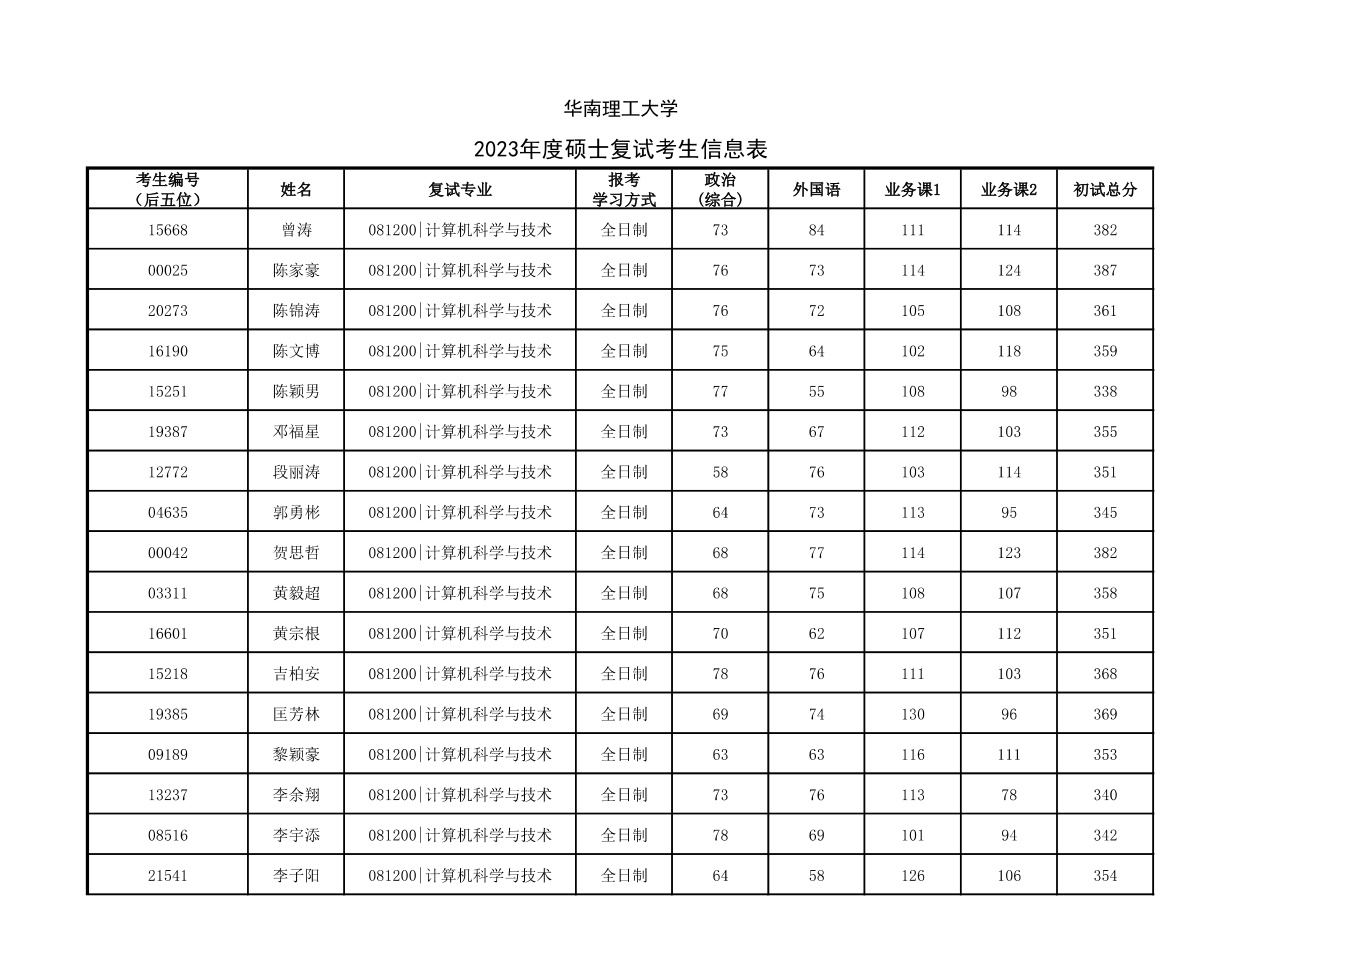 华南理工大学
2023年度硕士复试考生信息表
考生编号（后五位） 姓名 复试专业 报考学习方式 政治(综合) 外国语 业务课1 业务课2 初试总分
15668 曾涛 081200|计算机科学与技术 全日制 73 84 111 114 382
00025 陈家豪 081200|计算机科学与技术 全日制 76 73 114 124 387
20273 陈锦涛 081200|计算机科学与技术 全日制 76 72 105 108 361
16190 陈文博 081200|计算机科学与技术 全日制 75 64 102 118 359
15251 陈颖男 081200|计算机科学与技术 全日制 77 55 108 98 338
19387 邓福星 081200|计算机科学与技术 全日制 73 67 112 103 355
12772 段丽涛 081200|计算机科学与技术 全日制 58 76 103 114 351
04635 郭勇彬 081200|计算机科学与技术 全日制 64 73 113 95 345
00042 贺思哲 081200|计算机科学与技术 全日制 68 77 114 123 382
03311 黄毅超 081200|计算机科学与技术 全日制 68 75 108 107 358
16601 黄宗根 081200|计算机科学与技术 全日制 70 62 107 112 351
15218 吉柏安 081200|计算机科学与技术 全日制 78 76 111 103 368
19385 匡芳林 081200|计算机科学与技术 全日制 69 74 130 96 369
09189 黎颖豪 081200|计算机科学与技术 全日制 63 63 116 111 353
13237 李余翔 081200|计算机科学与技术 全日制 73 76 113 78 340
08516 李宇添 081200|计算机科学与技术 全日制 78 69 101 94 342
21541 李子阳 081200|计算机科学与技术 全日制 64 58 126 106 354